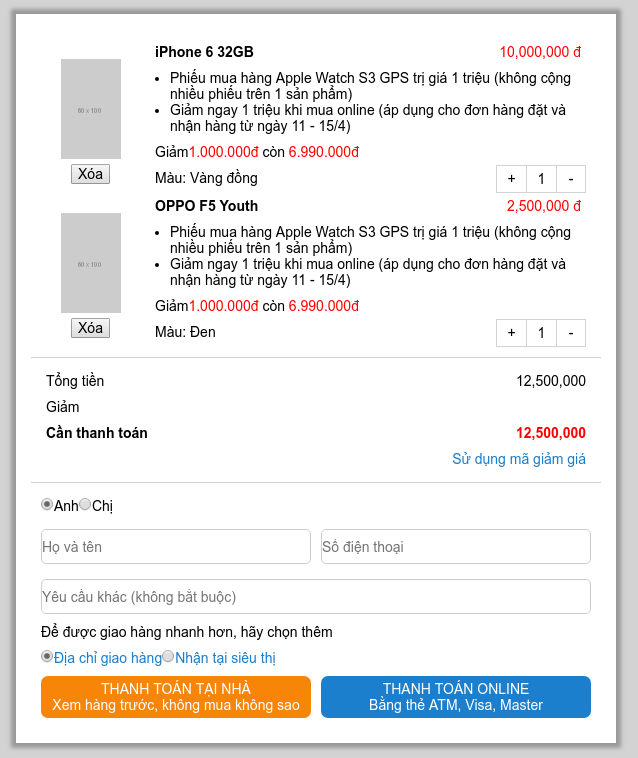 iPhone 6 32GB 10,000,000 đ
Phiếu mua hàng Apple Watch S3 GPS trị giá 1 triệu (không cộng
nhiều phiếu trên 1 sản phẩm)
60 x 100
Giảm ngay 1 triệu khi mua online (áp dụng cho đơn hàng đặt và
nhận hàng từ ngày 11 - 15/4)
Giảm1.000.000đ còn 6.990.000đ
Xóa
Màu: Vàng đồng + 1 -
OPPO F5 Youth 2,500,000 đ
Phiếu mua hàng Apple Watch S3 GPS trị giá 1 triệu (không cộng
nhiều phiếu trên 1 sản phẩm)
60 x 100
Giảm ngay 1 triệu khi mua online (áp dụng cho đơn hàng đặt và
nhận hàng từ ngày 11 - 15/4)
Giảm1.000.000đ còn 6.990.000đ
Xóa
Màu: Đen + 1 -
Tổng tiền 12,500,000
Giảm
Cần thanh toán 12,500,000
Sử dụng mã giảm giá
Anh Chị
Họ và tên Số điện thoại
Yêu cầu khác (không bắt buộc)
Để được giao hàng nhanh hơn, hãy chọn thêm
Địa chỉ giao hàng Nhận tại siêu thị
THANH TOÁN TẠI NHÀ
Xem hàng trước, không mua không sao
THANH TOÁN ONLINE
Bằng thẻ ATM, Visa, Master